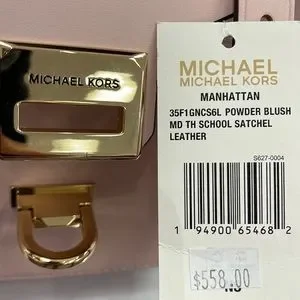 MICHAEL KORS
MICHAEL
MICHAEL KORS
MANHATTAN
35F1GNCS6L POWDER BLUSH
MD TH SCHOOL SATCHEL
LEATHER
S627-0004
1 94900 65468 2
$558.00